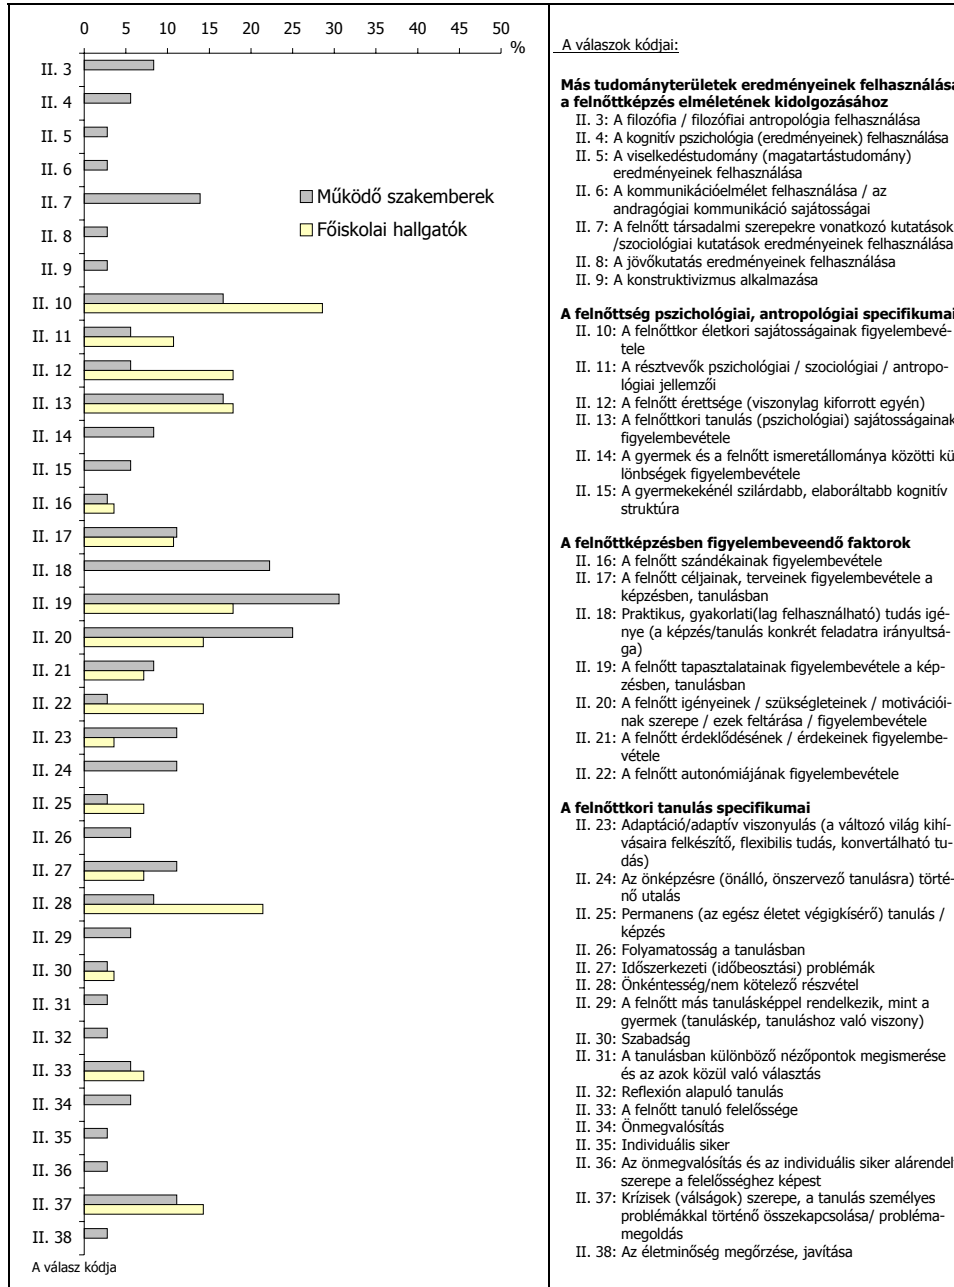 0 5 10 15 20 25 30 35 40 45 50
%
II. 3
II. 4
II. 5
II. 6
II. 7
II. 8
II. 9
II. 10
II. 11
II. 12
II. 13
II. 14
II. 15
II. 16
II. 17
II. 18
II. 19
II. 20
II. 21
II. 22
II. 23
II. 24
II. 25
II. 26
II. 27
II. 28
II. 29
II. 30
II. 31
II. 32
II. 33
II. 34
II. 35
II. 36
II. 37
II. 38
A válasz kódja
Működő szakemberek
Főiskolai hallgatók
A válaszok kódjai:
Más tudományterületek eredményeinek felhasználása
a felnőttképzés elméletének kidolgozásához
II. 3: A filozófia / filozófiai antropológia felhasználása
II. 4: A kognitív pszichológia (eredményeinek) felhasználása
II. 5: A viselkedéstudomány (magatartástudomány)
eredményeinek felhasználása
II. 6: A kommunikációelmélet felhasználása / az
andragógiai kommunikáció sajátosságai
II. 7: A felnőtt társadalmi szerepekre vonatkozó kutatások
/szociológiai kutatások eredményeinek felhasználása
II. 8: A jövőkutatás eredményeinek felhasználása
II. 9: A konstruktivizmus alkalmazása
A felnőttség pszichológiai, antropológiai specifikumai
II. 10: A felnőttkor életkori sajátosságainak figyelembevé-
tele
II. 11: A résztvevők pszichológiai / szociológiai / antropo-
lógiai jellemzői
II. 12: A felnőtt érettsége (viszonylag kiforrott egyén)
II. 13: A felnőttkori tanulás (pszichológiai) sajátosságainak
figyelembevétele
II. 14: A gyermek és a felnőtt ismeretállománya közötti kü
lönbségek figyelembevétele
II. 15: A gyermekekénél szilárdabb, elaboráltabb kognitív
struktúra
A felnőttképzésben figyelembeveendő faktorok
II. 16: A felnőtt szándékainak figyelembevétele
II. 17: A felnőtt céljainak, terveinek figyelembevétele a
képzésben, tanulásban
II. 18: Praktikus, gyakorlati(lag felhasználható) tudás igé-
nye (a képzés/tanulás konkrét feladatra irányultsá-
ga)
II. 19: A felnőtt tapasztalatainak figyelembevétele a kép-
zésben, tanulásban
II. 20: A felnőtt igényeinek / szükségleteinek / motivációi-
nak szerepe / ezek feltárása / figyelembevétele
II. 21: A felnőtt érdeklődésének / érdekeinek figyelembe-
vétele
II. 22: A felnőtt autonómiájának figyelembevétele
A felnőttkori tanulás specifikumai
II. 23: Adaptáció/adaptív viszonyulás (a változó világ kihí-
vásaira felkészítő, flexibilis tudás, konvertálható tu-
dás)
II. 24: Az önképzésre (önálló, önszervező tanulásra) törté-
nő utalás
II. 25: Permanens (az egész életet végigkísérő) tanulás /
képzés
II. 26: Folyamatosság a tanulásban
II. 27: Időszerkezeti (időbeosztási) problémák
II. 28: Önkéntesség/nem kötelező részvétel
II. 29: A felnőtt más tanulásképpel rendelkezik, mint a
gyermek (tanuláskép, tanuláshoz való viszony)
II. 30: Szabadság
II. 31: A tanulásban különböző nézőpontok megismerése
és az azok közül való választás
II. 32: Reflexión alapuló tanulás
II. 33: A felnőtt tanuló felelőssége
II. 34: Önmegvalósítás
II. 35: Individuális siker
II. 36: Az önmegvalósítás és az individuális siker alárendel
szerepe a felelősséghez képest
II. 37: Krízisek (válságok) szerepe, a tanulás személyes
problémákkal történő összekapcsolása/ probléma-
megoldás
II. 38: Az életminőség megőrzése, javítása